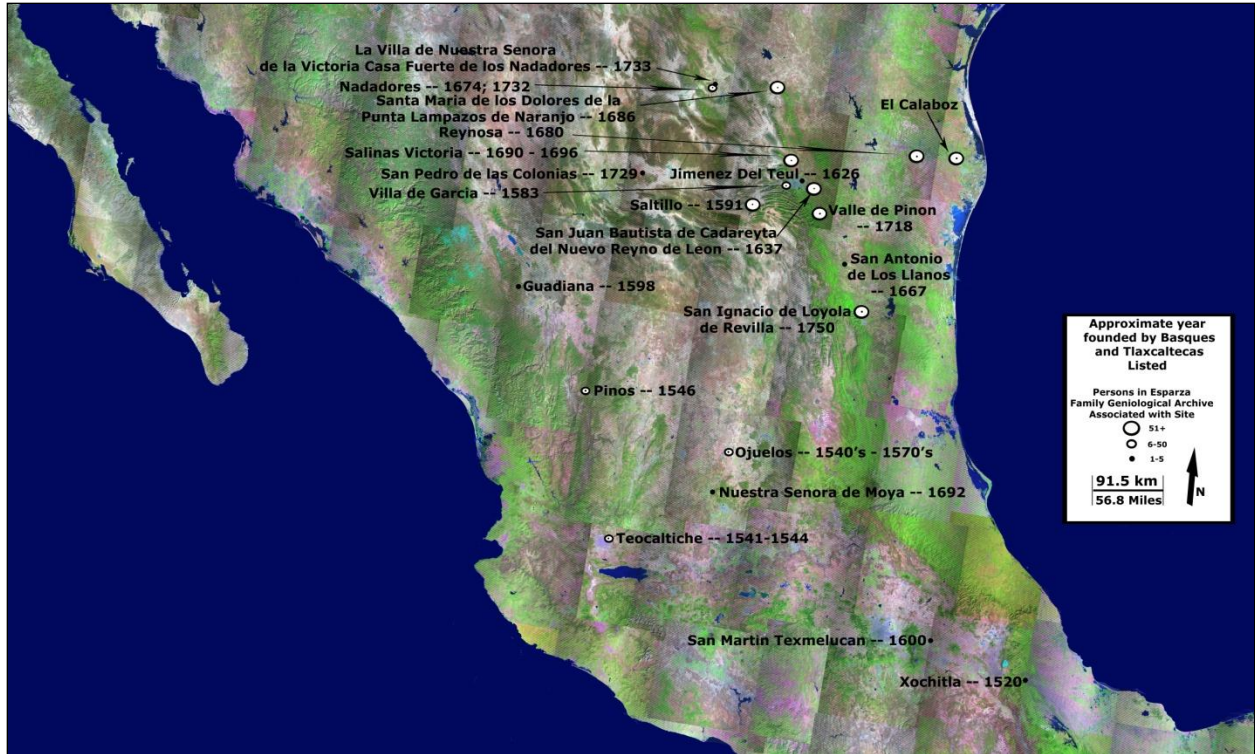 La Villa de Nuestra Senora
de la Victoria Casa Fuerte de los Nadadores -- 1733
Nadadores -- 1674; 1732
Santa Maria de los Dolores de la
Punta Lampazos de Naranjo -- 1686
Reynosa -- 1680
El Calaboz
Salinas Victoria -- 1690 - 1696
San Pedro de las Colonias -- 1729
Jimenez Del Teul -- 1626
Villa de Garcia -- 1583
Saltillo -- 1591
Valle de Pinon
-- 1718
San Juan Bautista de Cadareyta
del Nuevo Reyno de Leon -- 1637
San Antonio
de Los Llanos
-- 1667
Guadiana -- 1598
San Ignacio de Loyola
de Revilla -- 1750
Pinos -- 1546
Ojuelos -- 1540's - 1570's
Nuestra Senora de Moya -- 1692
Teocaltiche -- 1541-1544
San Martin Texmelucan -- 1600
Xochitla -- 1520
Approximate year
founded by Basques
and Tlaxcaltecas
Listed
Persons in Esparza
Family Geniological Archive
Associated with Site
51+
6-50
1-5
91.5 km
56.8 Miles
N